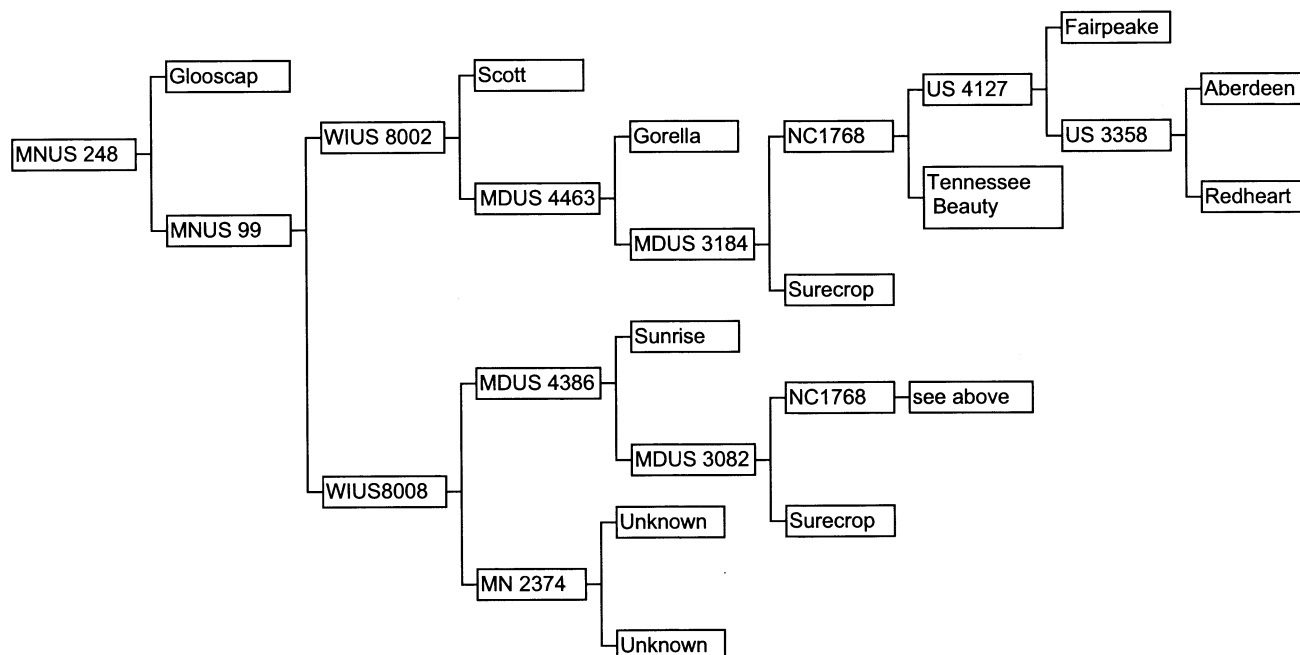 Fairpeake
Glooscap
Scott
US 4127
Aberdeen
MNUS 248
WIUS 8002
Gorella
NC1768
US 3358
MNUS 99
MDUS 4463
Tennessee
Beauty
Redheart
MDUS 3184
Surecrop
Sunrise
MDUS 4386
NC1768
see above
MDUS 3082
WIUS8008
Unknown
Surecrop
MN 2374
Unknown